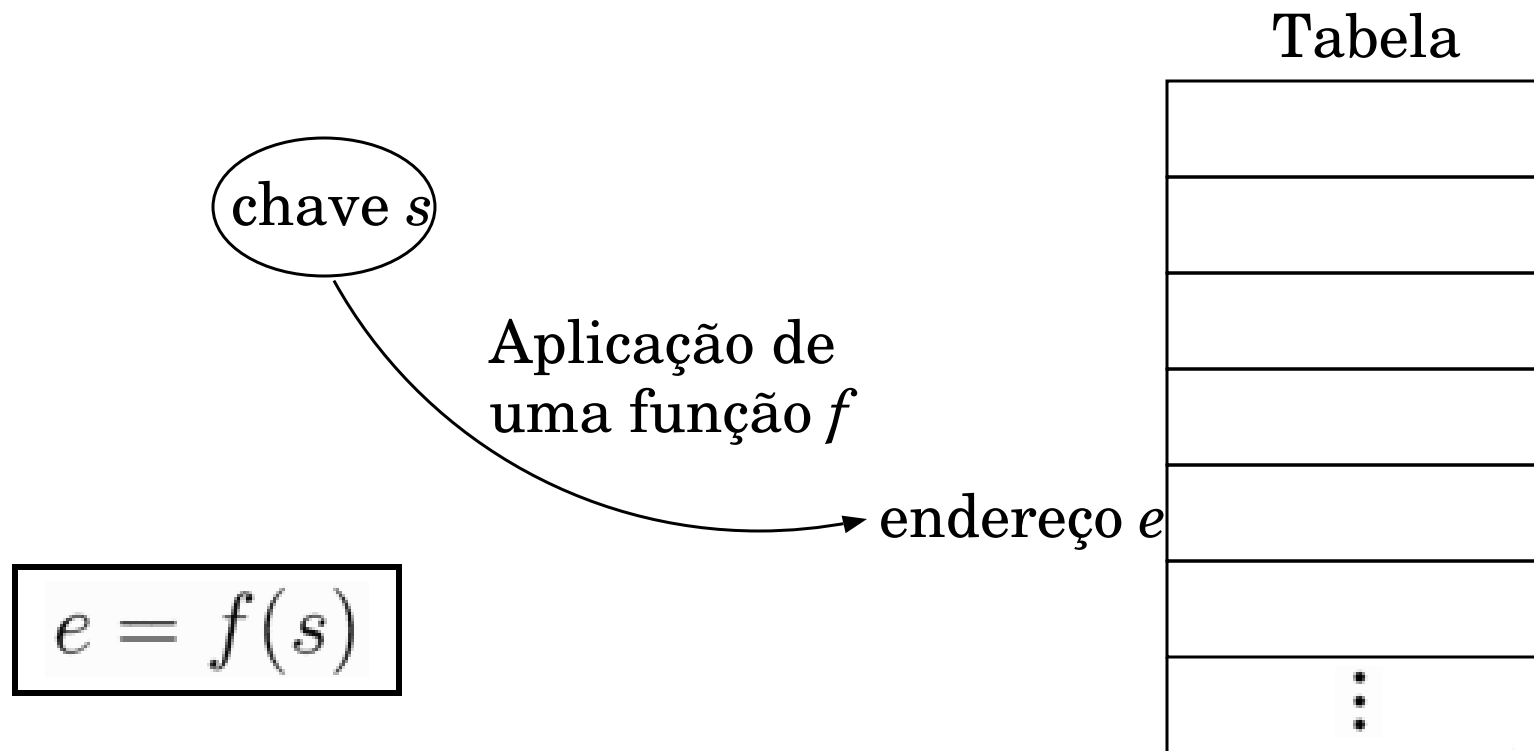 Tabela
chave s
Aplicação de
uma função f
endereço e
e = f(s)
⋮